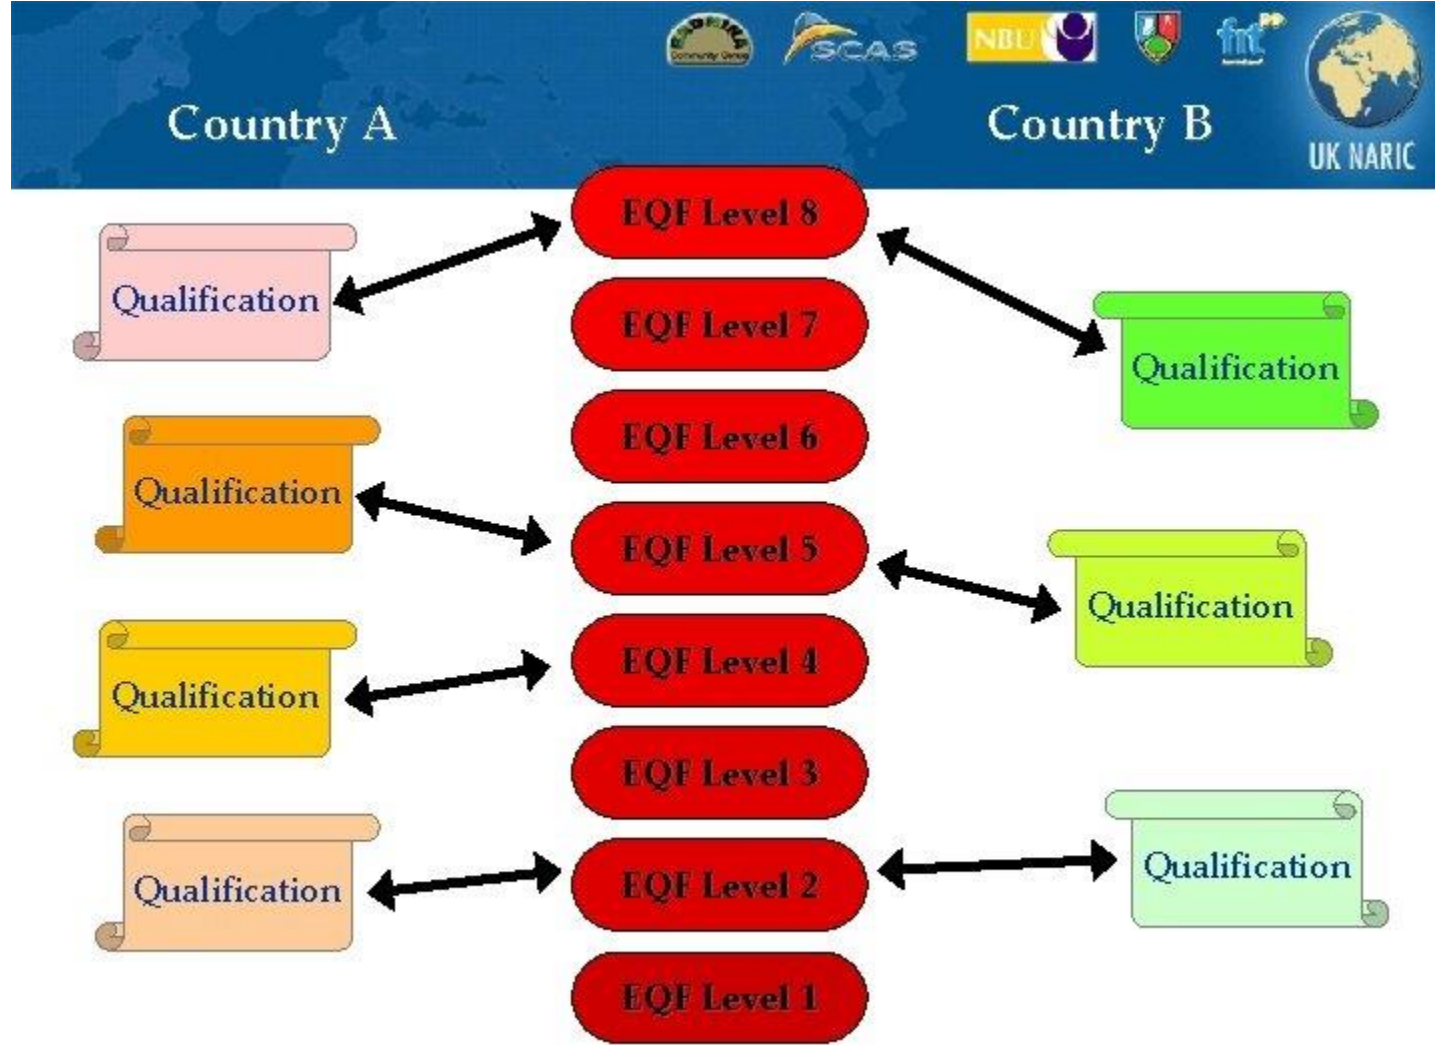 SCAS
NBU
fnt
UK NARIC
Country A
Country B
EQF Level 8
Qualification
EQF Level 7
Qualification
EQF Level 6
Qualification
EQF Level 5
Qualification
EQF Level 4
Qualification
EQF Level 3
Qualification
EQF Level 2
Qualification
EQF Level 1